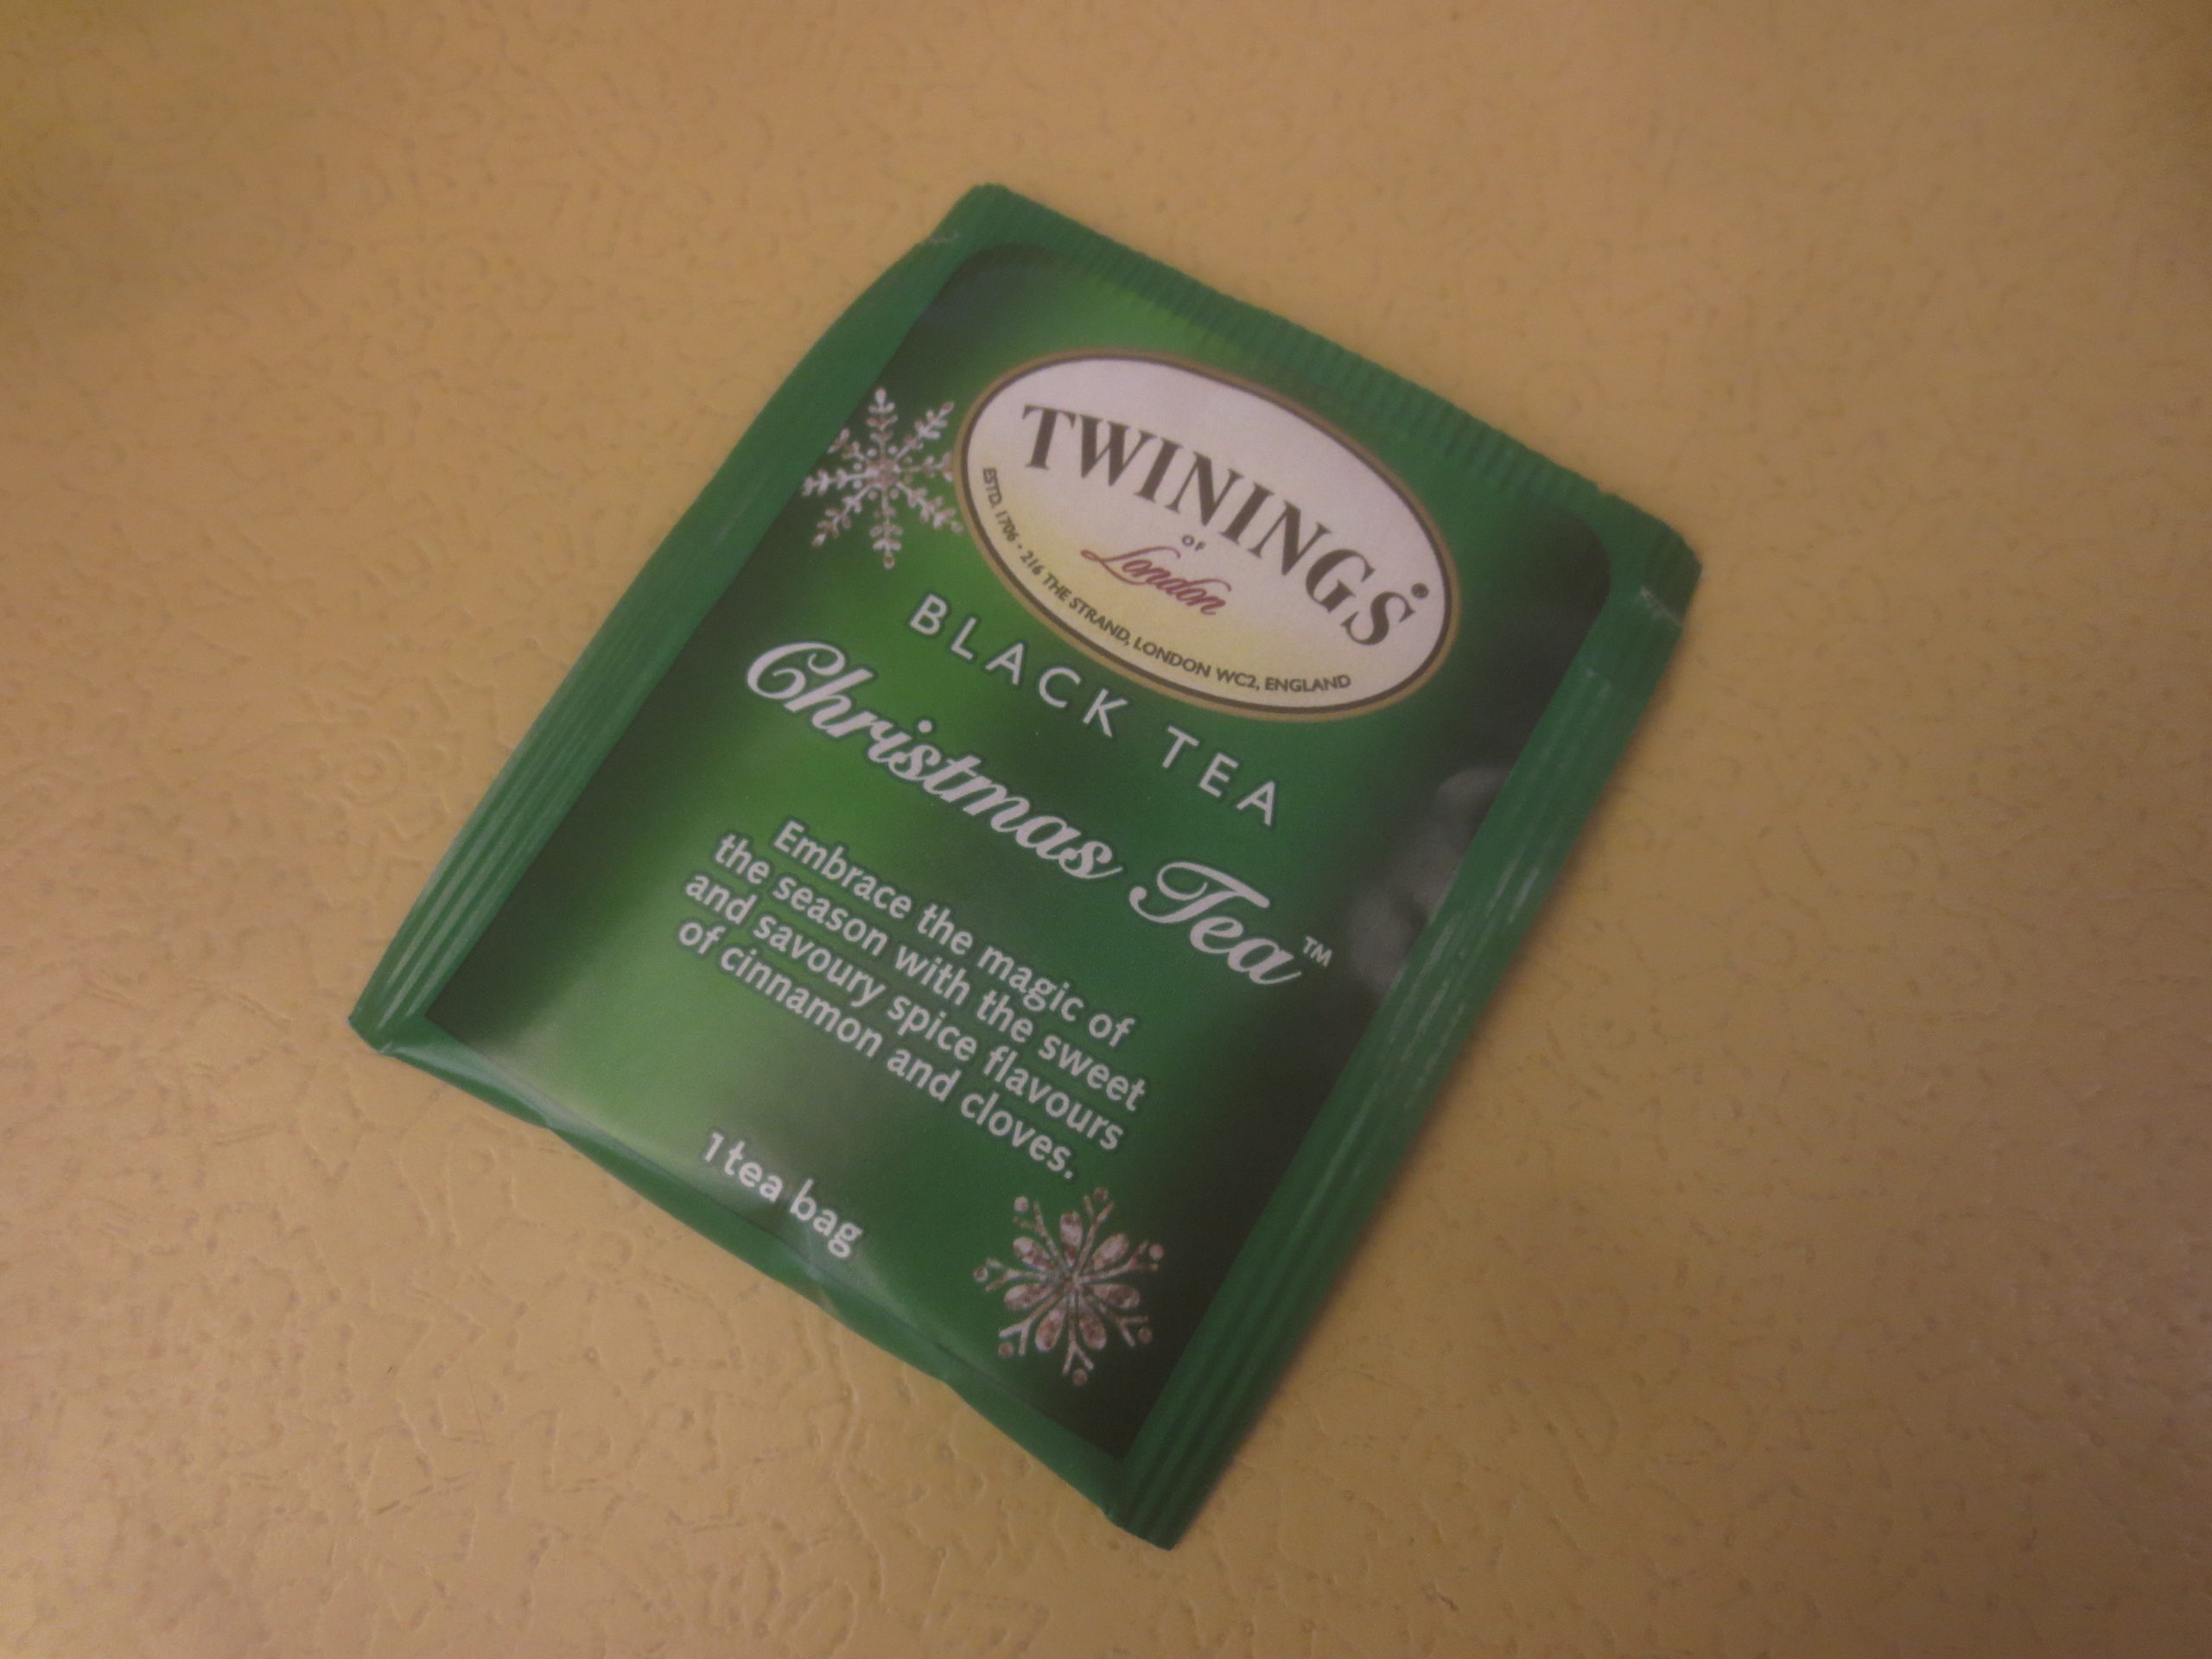 TWININGS®
OF
London
ESTD. 1706 - 216 THE STRAND, LONDON WC2, ENGLAND
BLACK TEA
Christmas Tea™
Embrace the magic of
the season with the sweet
and savoury spice flavours
of cinnamon and cloves.
1 tea bag